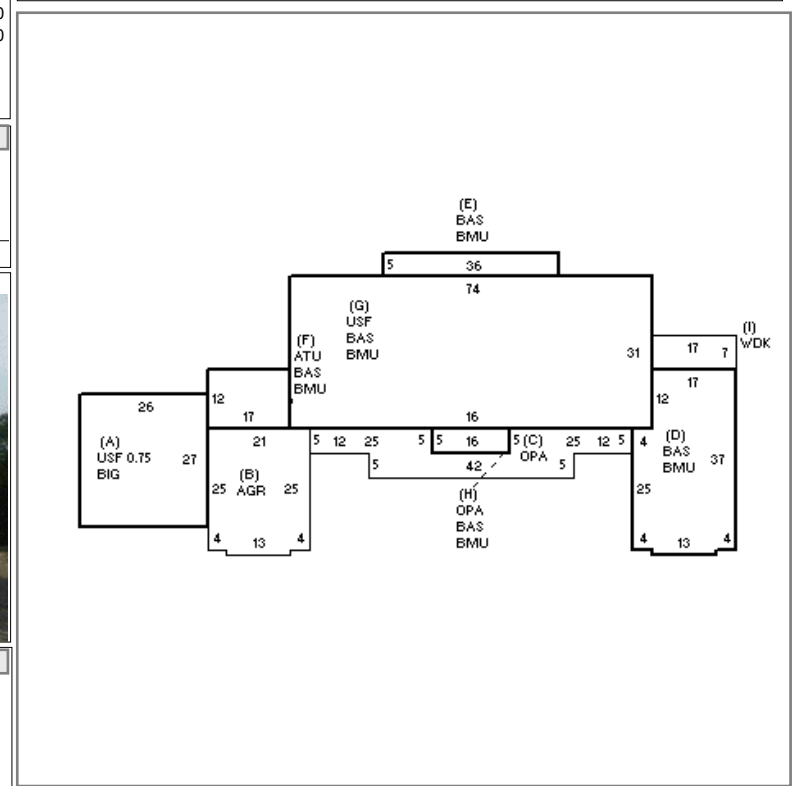 0
0
(E)
BAS
BMU
5 36
74
(G)
USF
BAS
BMU
(F)
ATU
BAS
BMU
31
(I)
WDK
17 7
17
12
12
17
16
26
(A)
USF 0.75
BIG
27
21
(B)
AGR
25 25
4 13 4
5 12 25 5
5 16
5 (C)
OPA
25 12 5
5 42 5
(H)
OPA
BAS
BMU
4
(D)
BAS
BMU
37
25
4 13 4